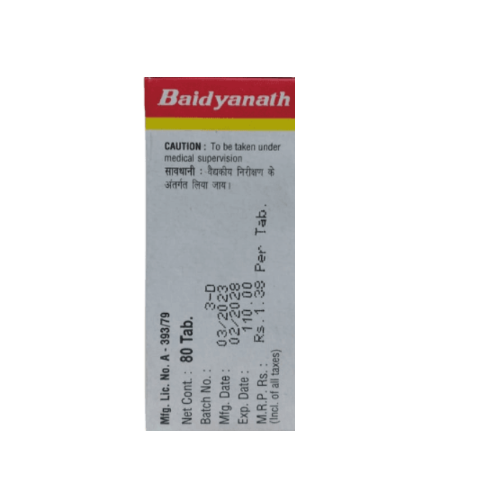 Baidyanath
CAUTION : To be taken under
medical supervision
सावधानी : वैद्यकीय निरीक्षण के
अंतर्गत लिया जाय।
Mfg. Lic. No. A - 393/79
Net Cont. : 80 Tab.
Batch No. : 3-D
Mfg. Date : 03/2023
Exp. Date : 02/2028
M.R.P. Rs. : 110.00
(Incl. of all taxes) Rs.1.38 Per Tab.